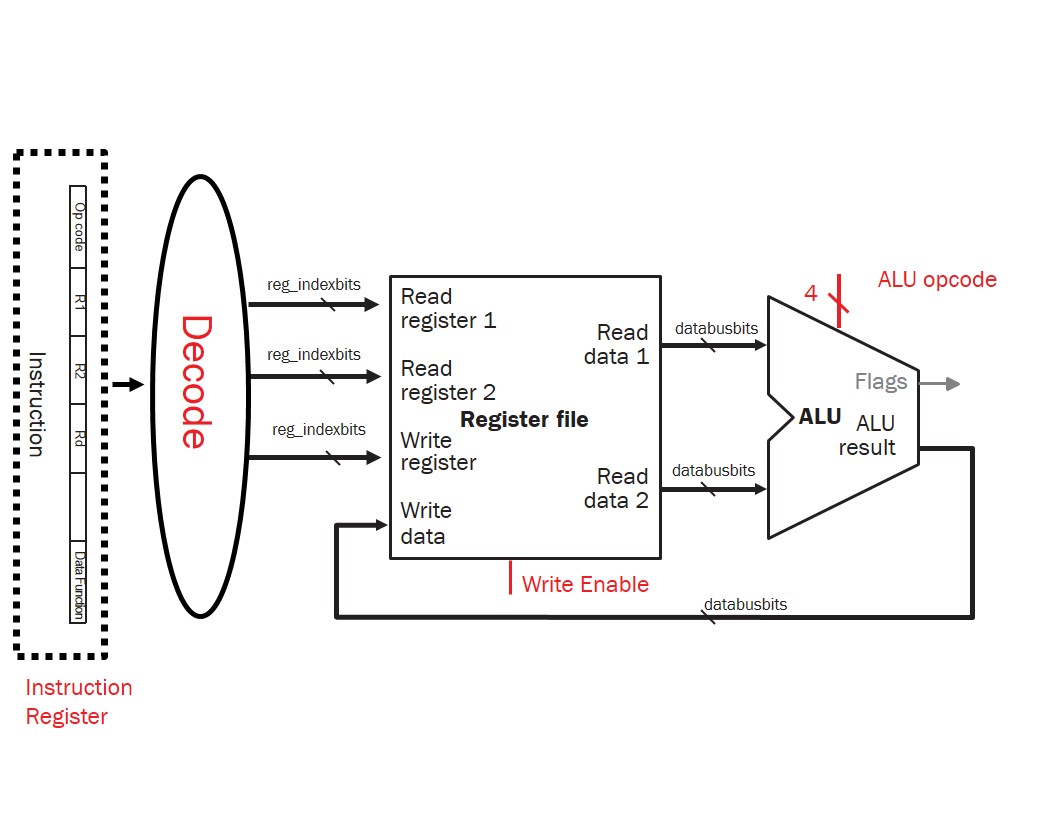 Instruction
Op code
R1
R2
Rd
Data Function
Instruction
Register
Decode
reg_indexbits
reg_indexbits
reg_indexbits
Read
register 1
Read
register 2
Register file
Write
register
Write
data
Read
data 1
Read
data 2
Write Enable
databusbits
databusbits
databusbits
4
ALU opcode
Flags
ALU
ALU
result